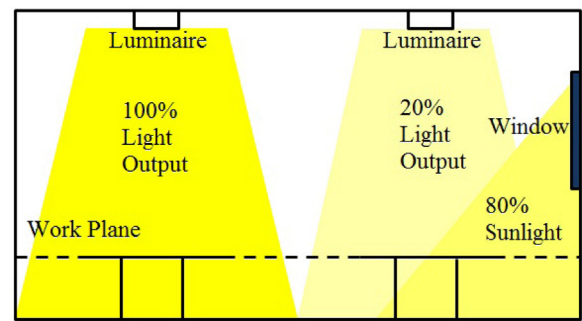 Luminaire
100%
Light
Output
Work Plane
Luminaire
20%
Light
Output
Window
80%
Sunlight